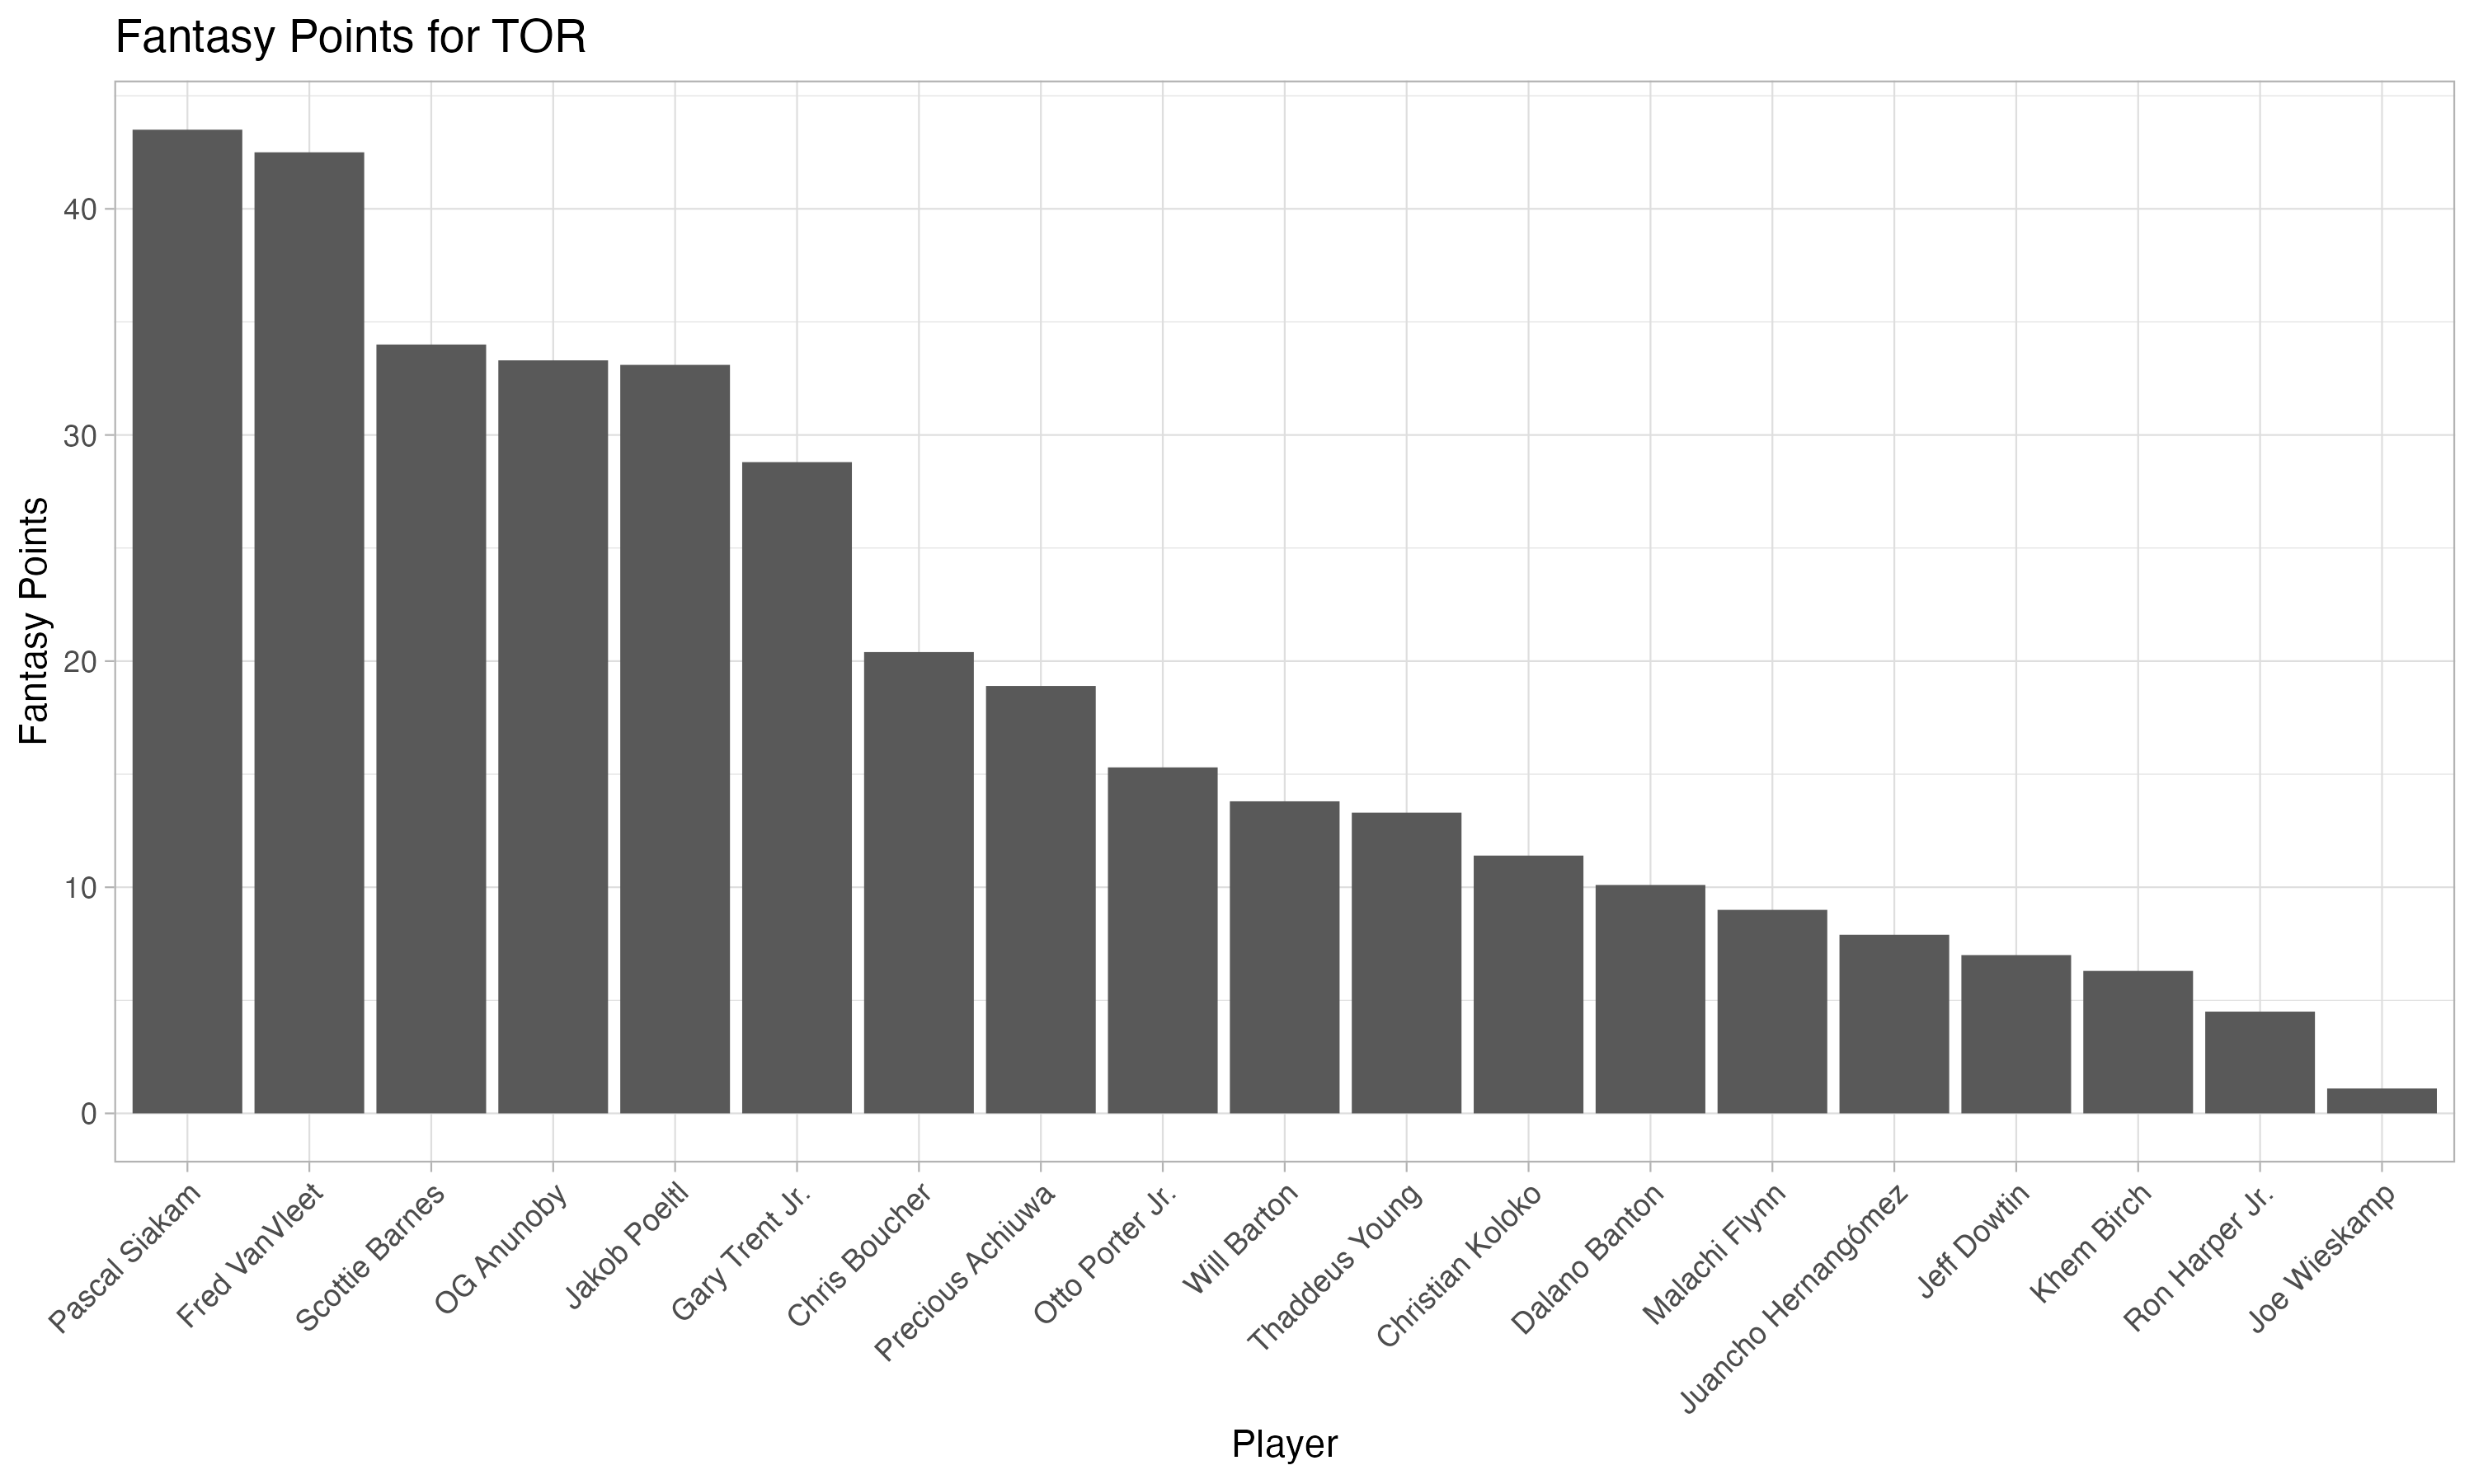 Fantasy Points for TOR
Fantasy Points
40
30
20
10
0
Pascal Siakam
Fred VanVleet
Scottie Barnes
OG Anunoby
Jakob Poeltl
Gary Trent Jr.
Chris Boucher
Precious Achiuwa
Otto Porter Jr.
Will Barton
Thaddeus Young
Christian Koloko
Dalano Banton
Malachi Flynn
Juancho Hernangómez
Jeff Dowtin
Khem Birch
Ron Harper Jr.
Joe Wieskamp
Player